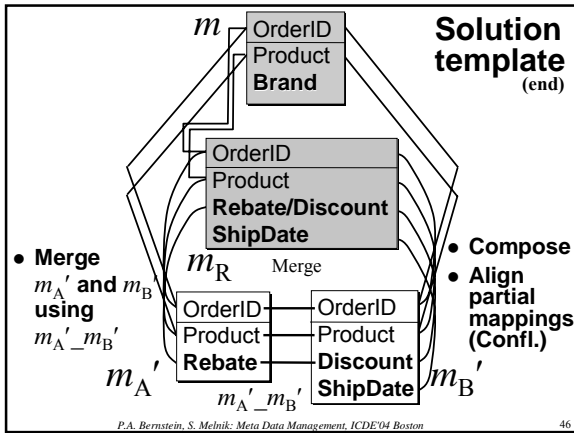 Solution
template
(end)
m
OrderID
Product
Brand
OrderID
Product
Rebate/Discount
ShipDate
m_R
Merge
• Merge
m_A′ and m_B′
using
m_A′_m_B′
• Compose
• Align
partial
mappings
(Confl.)
OrderID
Product
Rebate
m_A′
OrderID
Product
Discount
ShipDate
m_B′
m_A′_m_B′
P.A. Bernstein, S. Melnik: Meta Data Management, ICDE'04 Boston
46